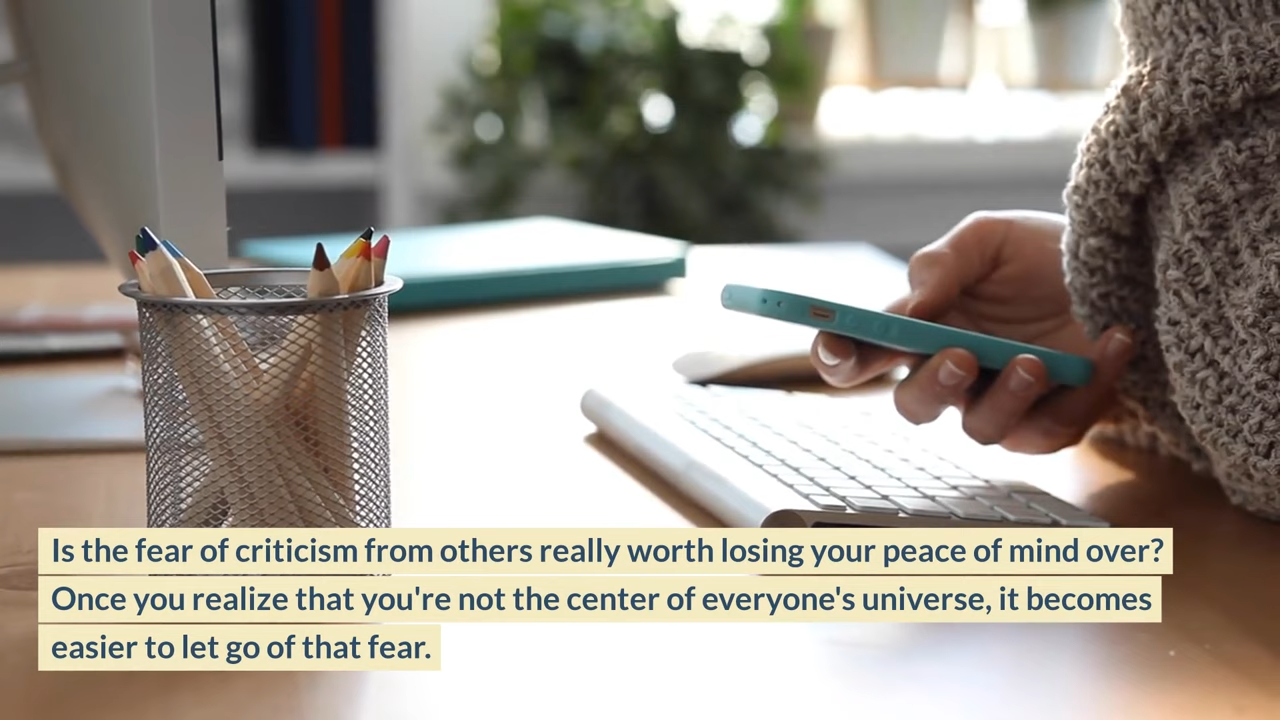 Is the fear of criticism from others really worth losing your peace of mind over?
Once you realize that you're not the center of everyone's universe, it becomes
easier to let go of that fear.